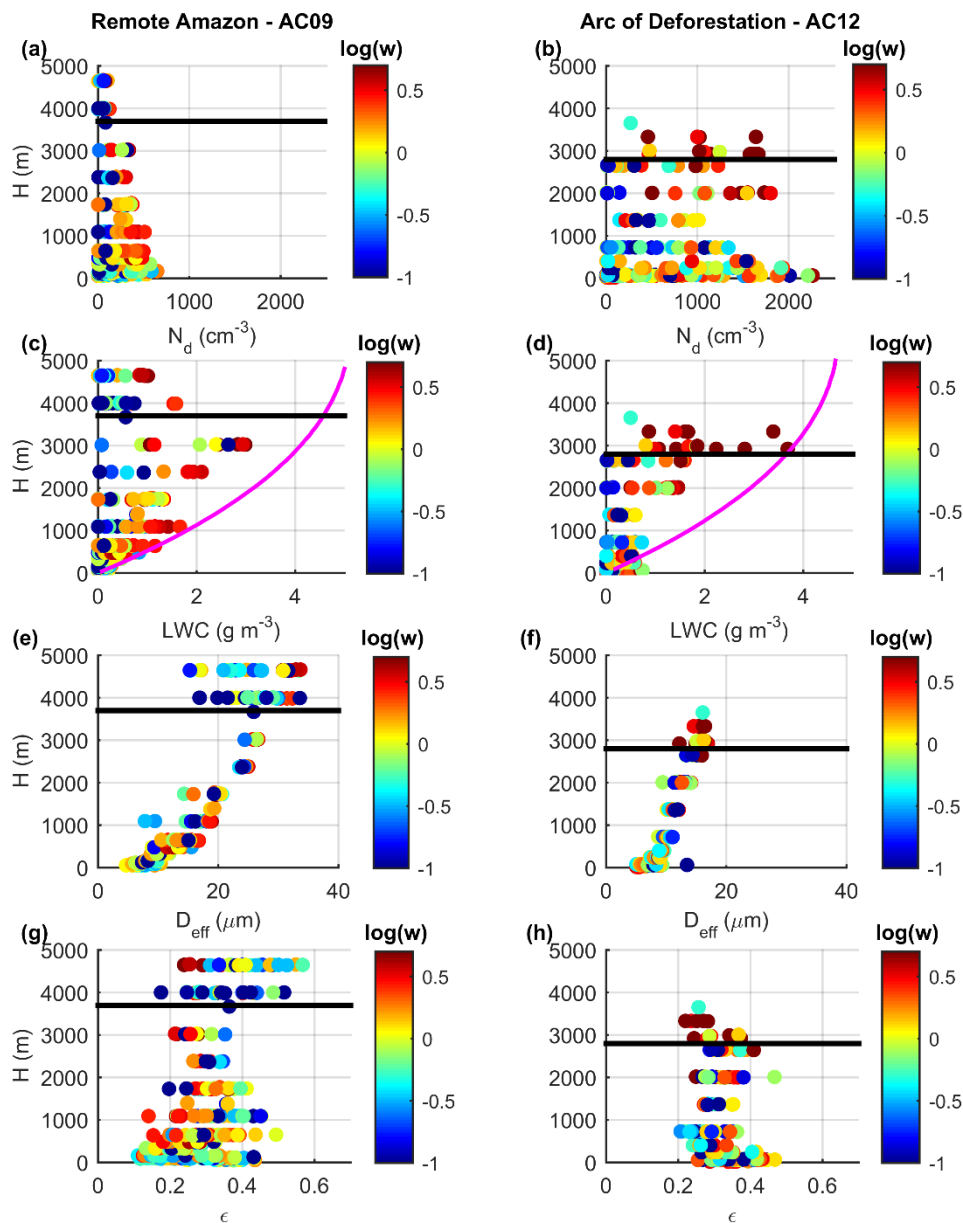 Remote Amazon - AC09
Arc of Deforestation - AC12
(a)
log(w)
5000
4000
3000
2000
1000
0
H (m)
0 1000 2000
N_d (cm^-3)
0.5
0
-0.5
-1
(b)
log(w)
5000
4000
3000
2000
1000
0
0 1000 2000
N_d (cm^-3)
0.5
0
-0.5
-1
(c)
log(w)
5000
4000
3000
2000
1000
0
H (m)
0 2 4
LWC (g m^-3)
0.5
0
-0.5
-1
(d)
log(w)
5000
4000
3000
2000
1000
0
0 2 4
LWC (g m^-3)
0.5
0
-0.5
-1
(e)
log(w)
5000
4000
3000
2000
1000
0
H (m)
0 20 40
D_eff (μm)
0.5
0
-0.5
-1
(f)
log(w)
5000
4000
3000
2000
1000
0
0 20 40
D_eff (μm)
0.5
0
-0.5
-1
(g)
log(w)
5000
4000
3000
2000
1000
0
H (m)
0 0.2 0.4 0.6
ϵ
0.5
0
-0.5
-1
(h)
log(w)
5000
4000
3000
2000
1000
0
0 0.2 0.4 0.6
ϵ
0.5
0
-0.5
-1